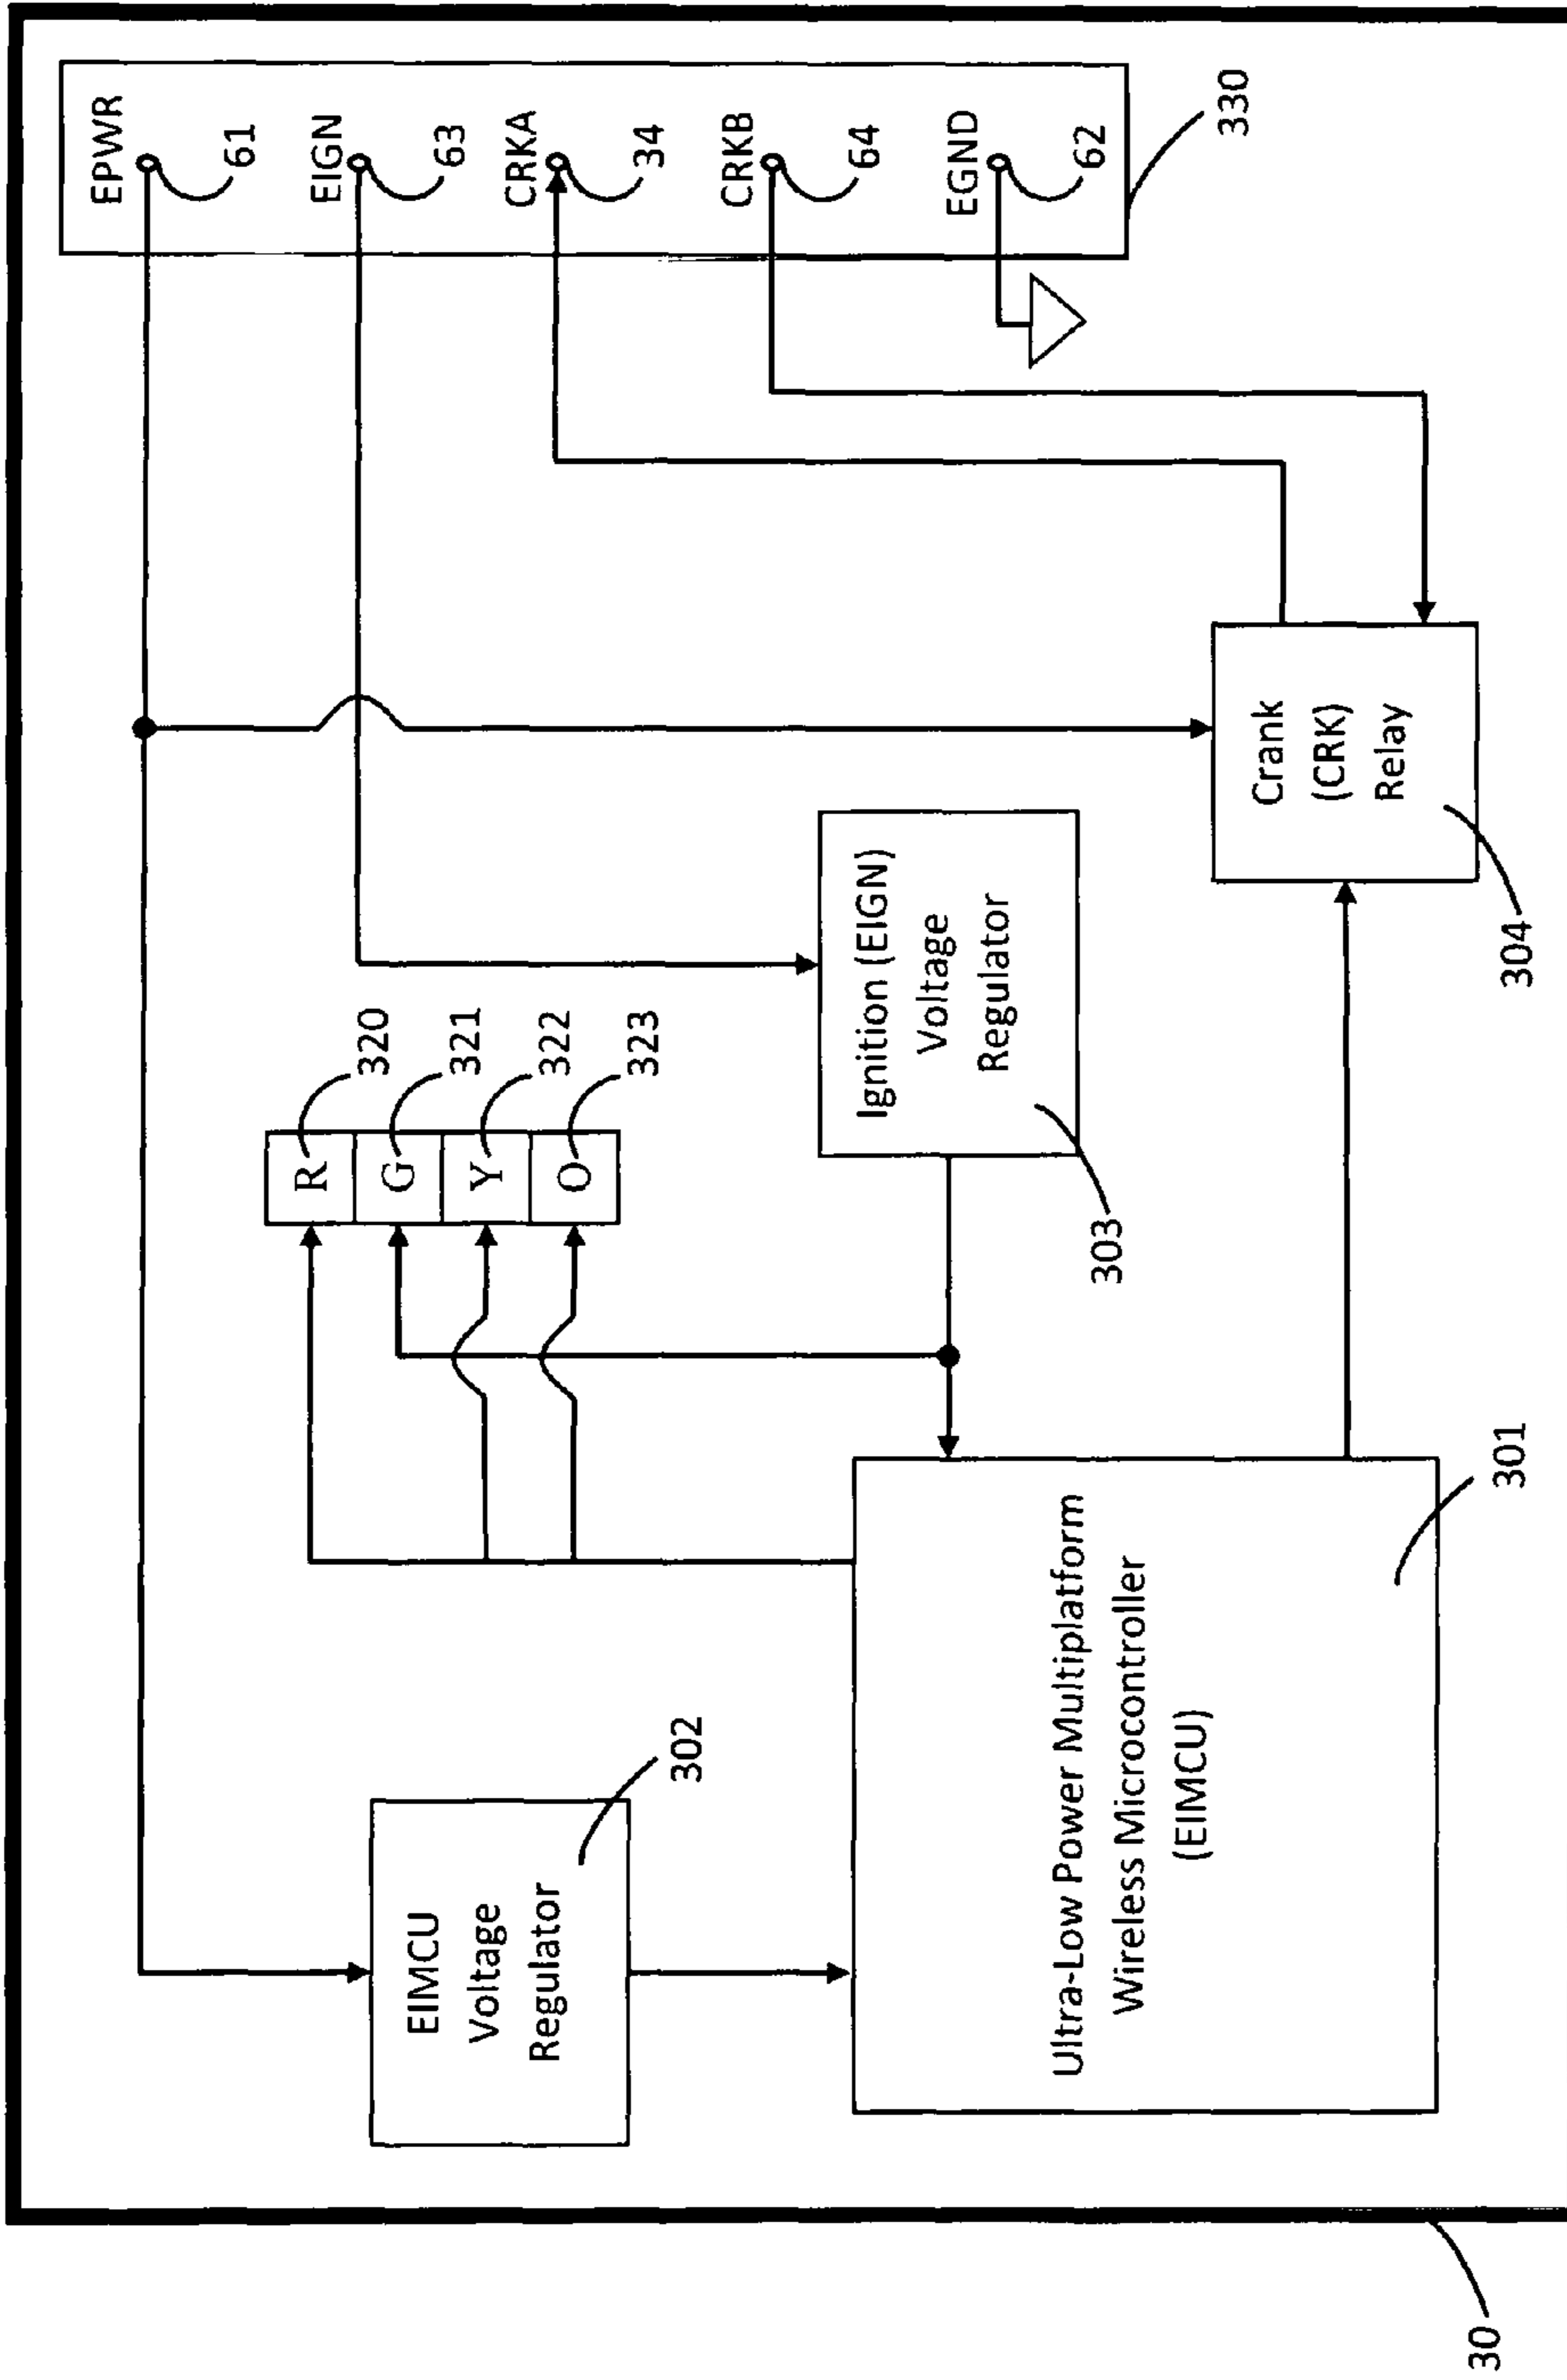 EPWR
61
EIGN
63
CRKA
34
CRKB
64
EGND
62
330
R
320
G
321
Y
322
O
323
EIMCU
Voltage
Regulator
302
Ignition (EIGN)
Voltage
Regulator
303
Crank
(CRK)
Relay
304
Ultra-Low Power Multiplatform
Wireless Microcontroller
(EIMCU)
301
30